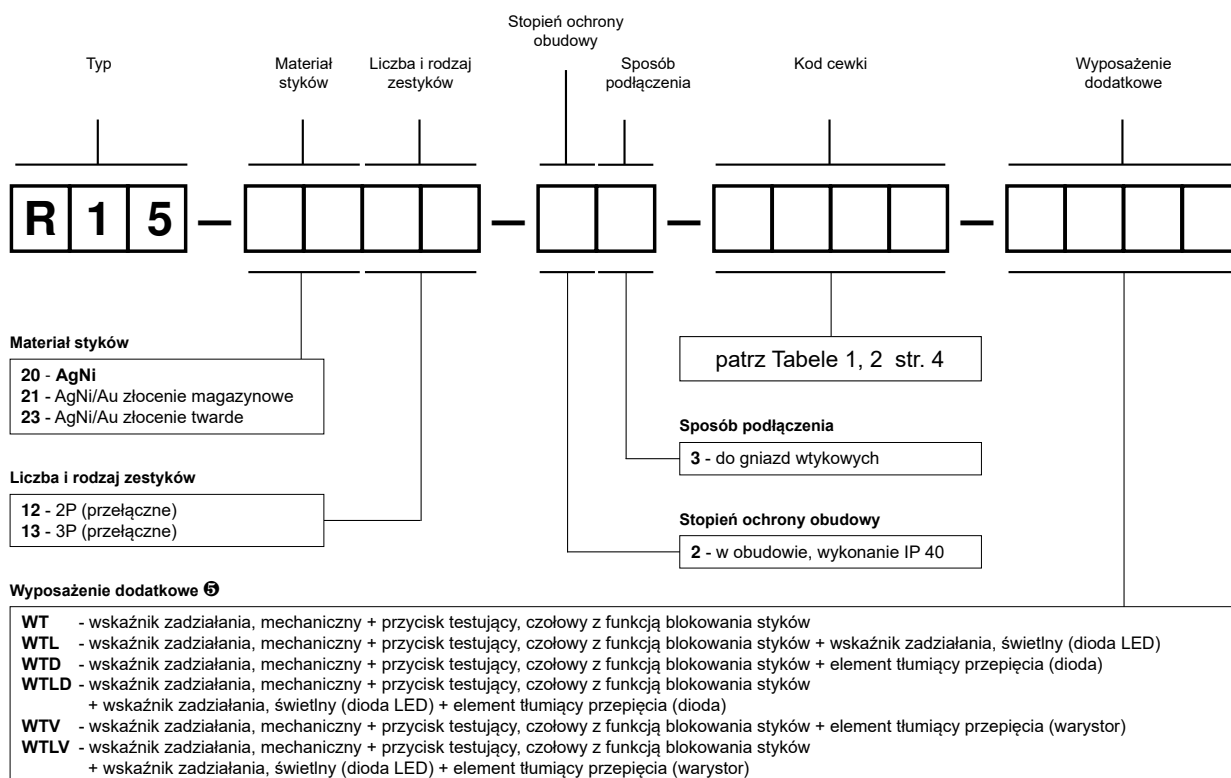 Stopień ochrony
obudowy
Typ
Materiał
styków
Liczba i rodzaj
zestyków
Sposób
podłączenia
Kod cewki
Wyposażenie
dodatkowe
R 1 5 – – – –
Materiał styków
20 - AgNi
21 - AgNi/Au złocenie magazynowe
23 - AgNi/Au złocenie twarde
patrz Tabele 1, 2 str. 4
Sposób podłączenia
3 - do gniazd wtykowych
Liczba i rodzaj zestyków
12 - 2P (przełączne)
13 - 3P (przełączne)
Stopień ochrony obudowy
2 - w obudowie, wykonanie IP 40
Wyposażenie dodatkowe ❺
WT - wskaźnik zadziałania, mechaniczny + przycisk testujący, czołowy z funkcją blokowania styków
WTL - wskaźnik zadziałania, mechaniczny + przycisk testujący, czołowy z funkcją blokowania styków + wskaźnik zadziałania, świetlny (dioda LED)
WTD - wskaźnik zadziałania, mechaniczny + przycisk testujący, czołowy z funkcją blokowania styków + element tłumiący przepięcia (dioda)
WTLD - wskaźnik zadziałania, mechaniczny + przycisk testujący, czołowy z funkcją blokowania styków
+ wskaźnik zadziałania, świetlny (dioda LED) + element tłumiący przepięcia (dioda)
WTV - wskaźnik zadziałania, mechaniczny + przycisk testujący, czołowy z funkcją blokowania styków + element tłumiący przepięcia (warystor)
WTLV - wskaźnik zadziałania, mechaniczny + przycisk testujący, czołowy z funkcją blokowania styków
+ wskaźnik zadziałania, świetlny (dioda LED) + element tłumiący przepięcia (warystor)